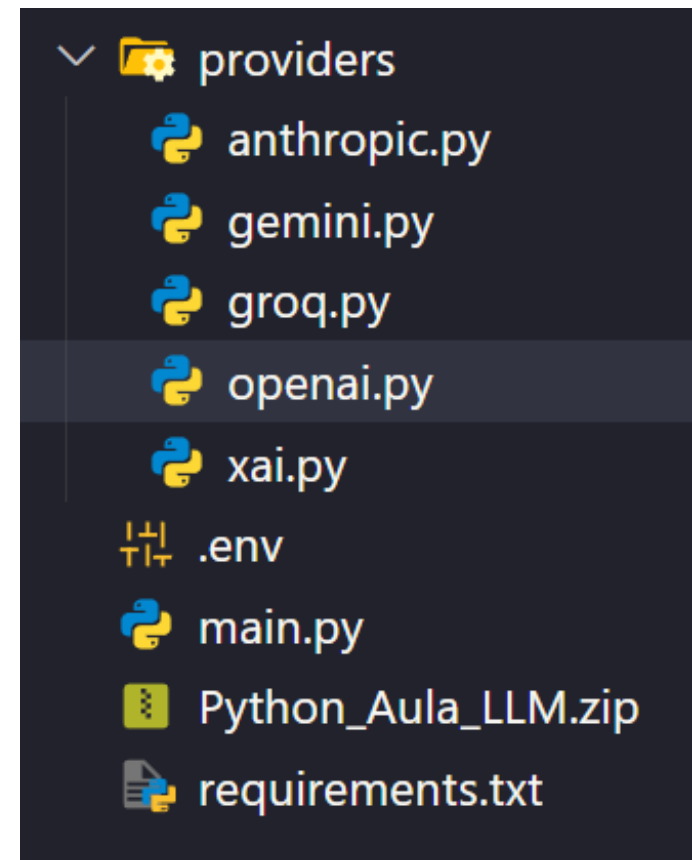 providers
anthropic.py
gemini.py
groq.py
openai.py
xai.py
.env
main.py
Python_Aula_LLM.zip
requirements.txt